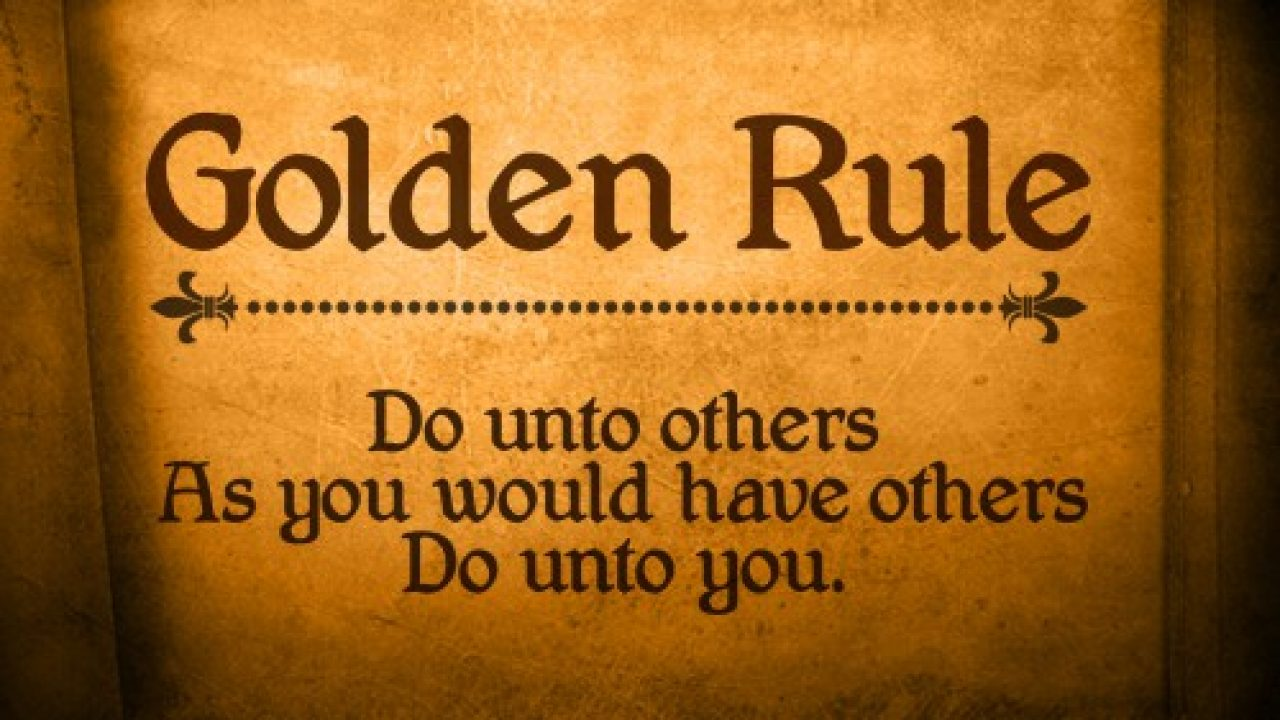 Golden Rule
Do unto others
As you would have others
Do unto you.